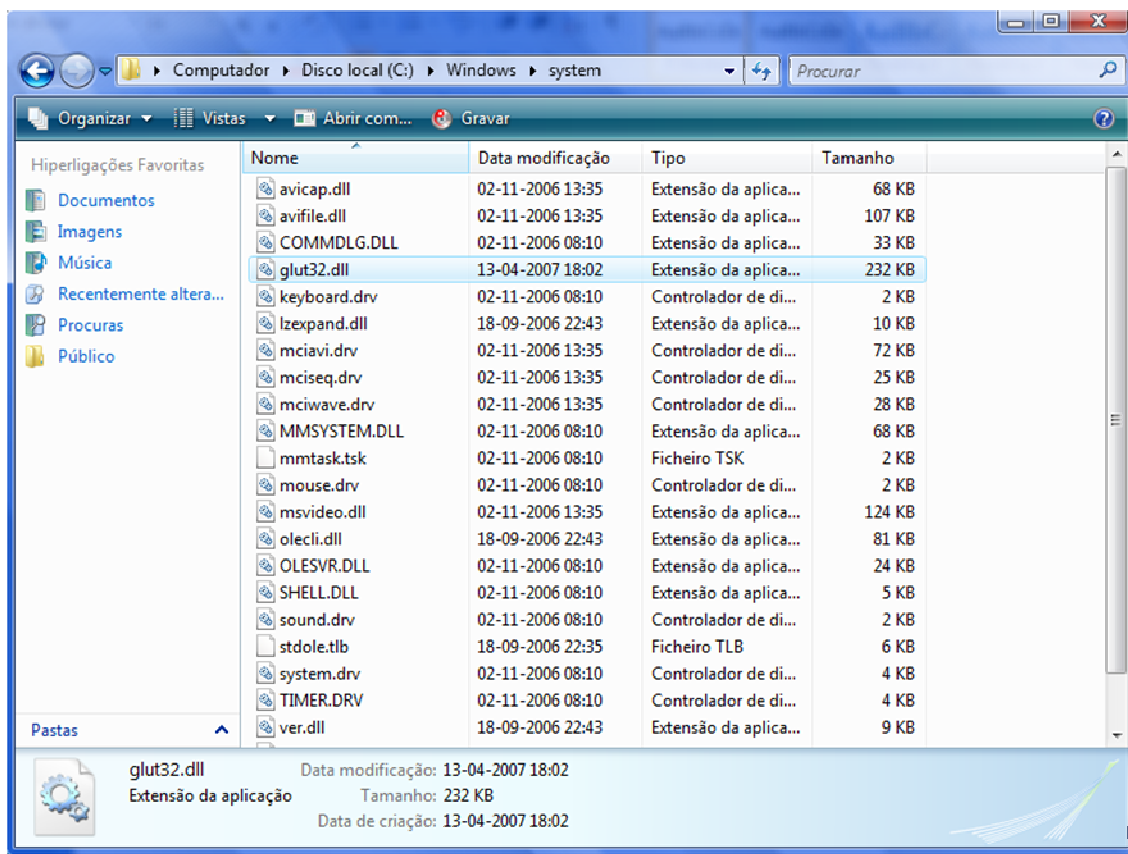 Computador Disco local (C:) Windows system Procurar
Organizar Vistas Abrir com... Gravar
Hiperligações Favoritas
Documentos
Imagens
Música
Recentemente altera...
Procuras
Público
Pastas
Nome Data modificação Tipo Tamanho
avicap.dll 02-11-2006 13:35 Extensão da aplica... 68 KB
avifile.dll 02-11-2006 13:35 Extensão da aplica... 107 KB
COMMDLG.DLL 02-11-2006 08:10 Extensão da aplica... 33 KB
glut32.dll 13-04-2007 18:02 Extensão da aplica... 232 KB
keyboard.drv 02-11-2006 08:10 Controlador de di... 2 KB
lzexpand.dll 18-09-2006 22:43 Extensão da aplica... 10 KB
mciavi.drv 02-11-2006 13:35 Controlador de di... 72 KB
mciseq.drv 02-11-2006 13:35 Controlador de di... 25 KB
mciwave.drv 02-11-2006 13:35 Controlador de di... 28 KB
MMSYSTEM.DLL 02-11-2006 08:10 Extensão da aplica... 68 KB
mmtask.tsk 02-11-2006 08:10 Ficheiro TSK 2 KB
mouse.drv 02-11-2006 08:10 Controlador de di... 2 KB
msvideo.dll 02-11-2006 13:35 Extensão da aplica... 124 KB
olecli.dll 18-09-2006 22:43 Extensão da aplica... 81 KB
OLESVR.DLL 02-11-2006 08:10 Extensão da aplica... 24 KB
SHELL.DLL 02-11-2006 08:10 Extensão da aplica... 5 KB
sound.drv 02-11-2006 08:10 Controlador de di... 2 KB
stdole.tlb 18-09-2006 22:35 Ficheiro TLB 6 KB
system.drv 02-11-2006 08:10 Controlador de di... 4 KB
TIMER.DRV 02-11-2006 08:10 Controlador de di... 4 KB
ver.dll 18-09-2006 22:43 Extensão da aplica... 9 KB
glut32.dll Data modificação: 13-04-2007 18:02
Extensão da aplicação Tamanho: 232 KB
Data de criação: 13-04-2007 18:02